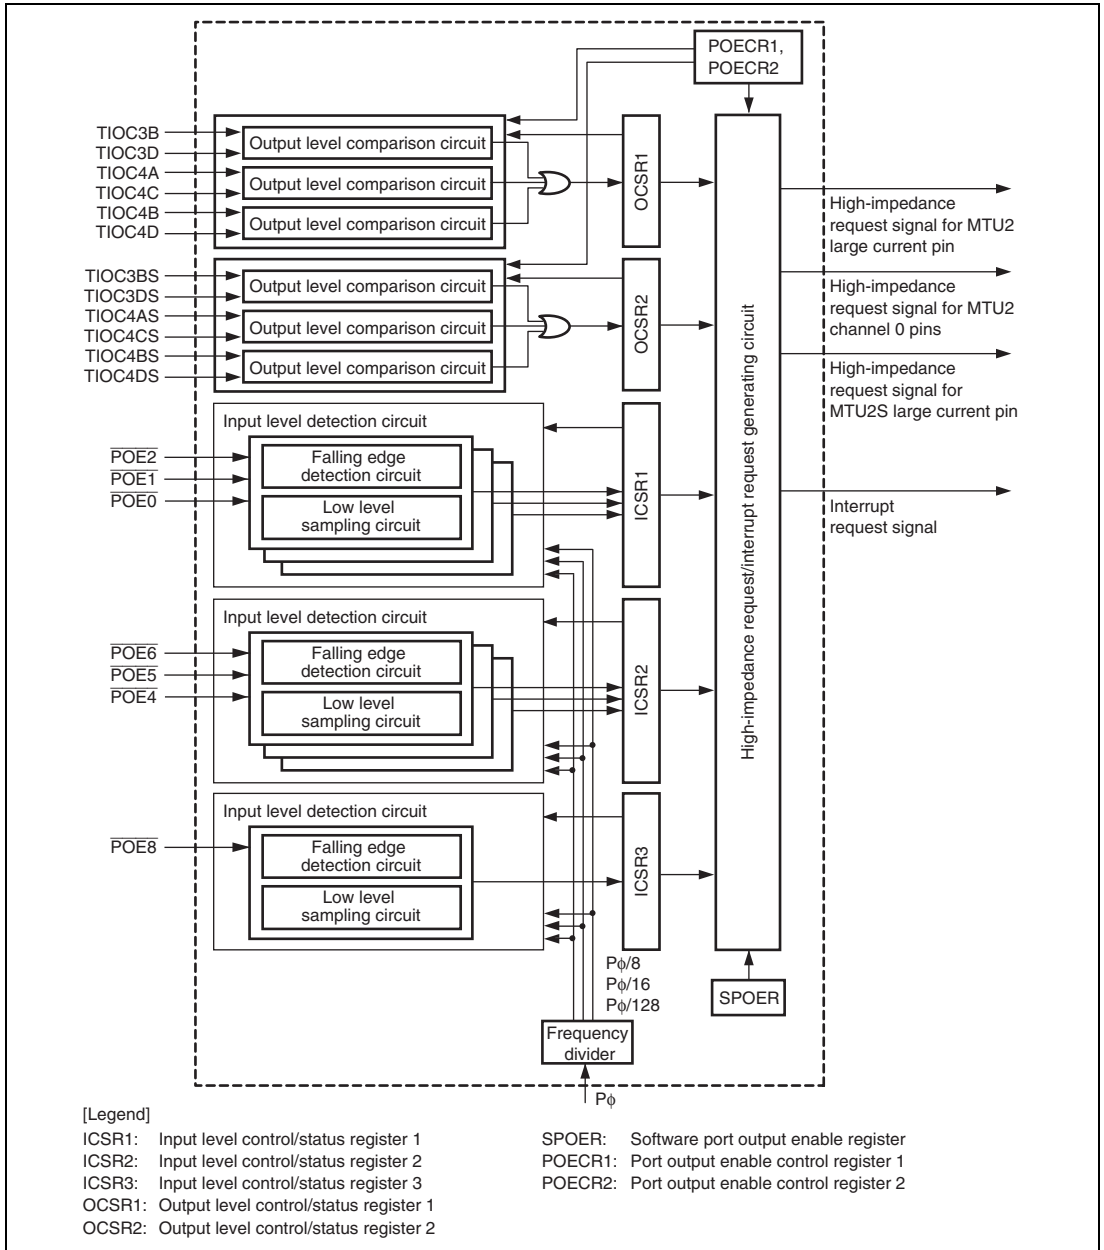 POECR1,
POECR2
TIOC3B
TIOC3D
TIOC4A
TIOC4C
TIOC4B
TIOC4D
Output level comparison circuit
Output level comparison circuit
Output level comparison circuit
OCSR1
TIOC3BS
TIOC3DS
TIOC4AS
TIOC4CS
TIOC4BS
TIOC4DS
Output level comparison circuit
Output level comparison circuit
Output level comparison circuit
OCSR2
Input level detection circuit
POE2
POE1
POE0
Falling edge
detection circuit
Low level
sampling circuit
ICSR1
Input level detection circuit
POE6
POE5
POE4
Falling edge
detection circuit
Low level
sampling circuit
ICSR2
Input level detection circuit
POE8
Falling edge
detection circuit
Low level
sampling circuit
ICSR3
High-impedance request/interrupt request generating circuit
High-impedance
request signal for MTU2
large current pin
High-impedance
request signal for MTU2
channel 0 pins
High-impedance
request signal for
MTU2S large current pin
Interrupt
request signal
Pϕ/8
Pϕ/16
Pϕ/128
SPOER
Frequency
divider
Pϕ
[Legend]
ICSR1: Input level control/status register 1
ICSR2: Input level control/status register 2
ICSR3: Input level control/status register 3
OCSR1: Output level control/status register 1
OCSR2: Output level control/status register 2
SPOER: Software port output enable register
POECR1: Port output enable control register 1
POECR2: Port output enable control register 2